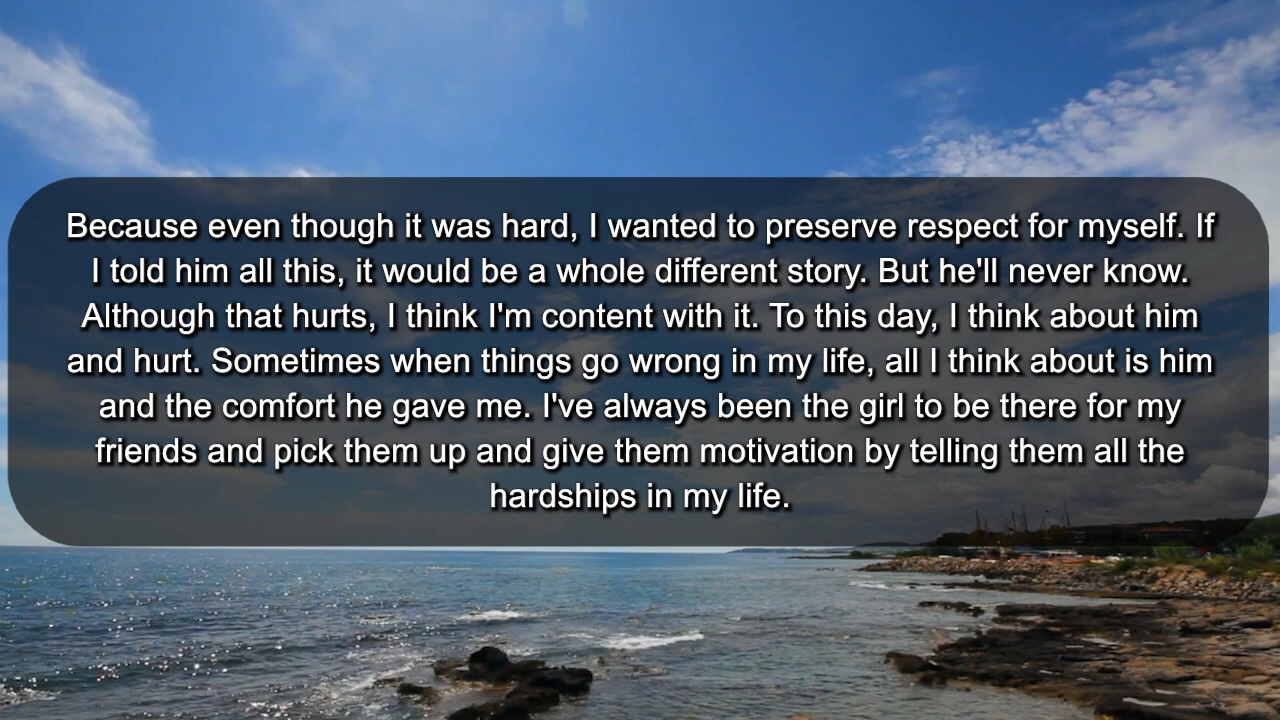 Because even though it was hard, I wanted to preserve respect for myself. If
I told him all this, it would be a whole different story. But he'll never know.
Although that hurts, I think I'm content with it. To this day, I think about him
and hurt. Sometimes when things go wrong in my life, all I think about is him
and the comfort he gave me. I've always been the girl to be there for my
friends and pick them up and give them motivation by telling them all the
hardships in my life.